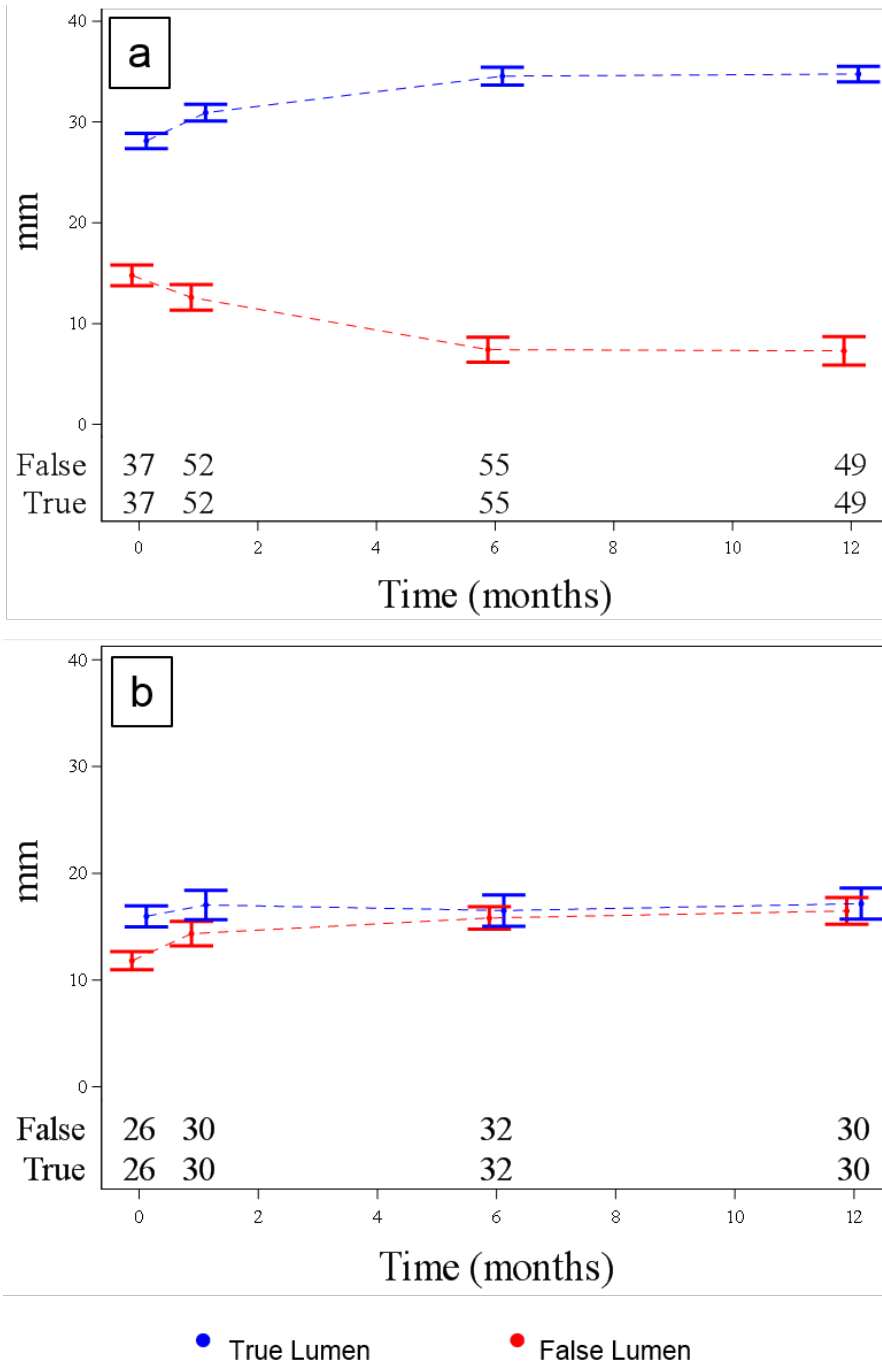 a
40
30
20
10
0
mm
False 37 52 55 49
True 37 52 55 49
0 2 4 6 8 10 12
Time (months)
b
40
30
20
10
0
mm
False 26 30 32 30
True 26 30 32 30
0 2 4 6 8 10 12
Time (months)
True Lumen False Lumen